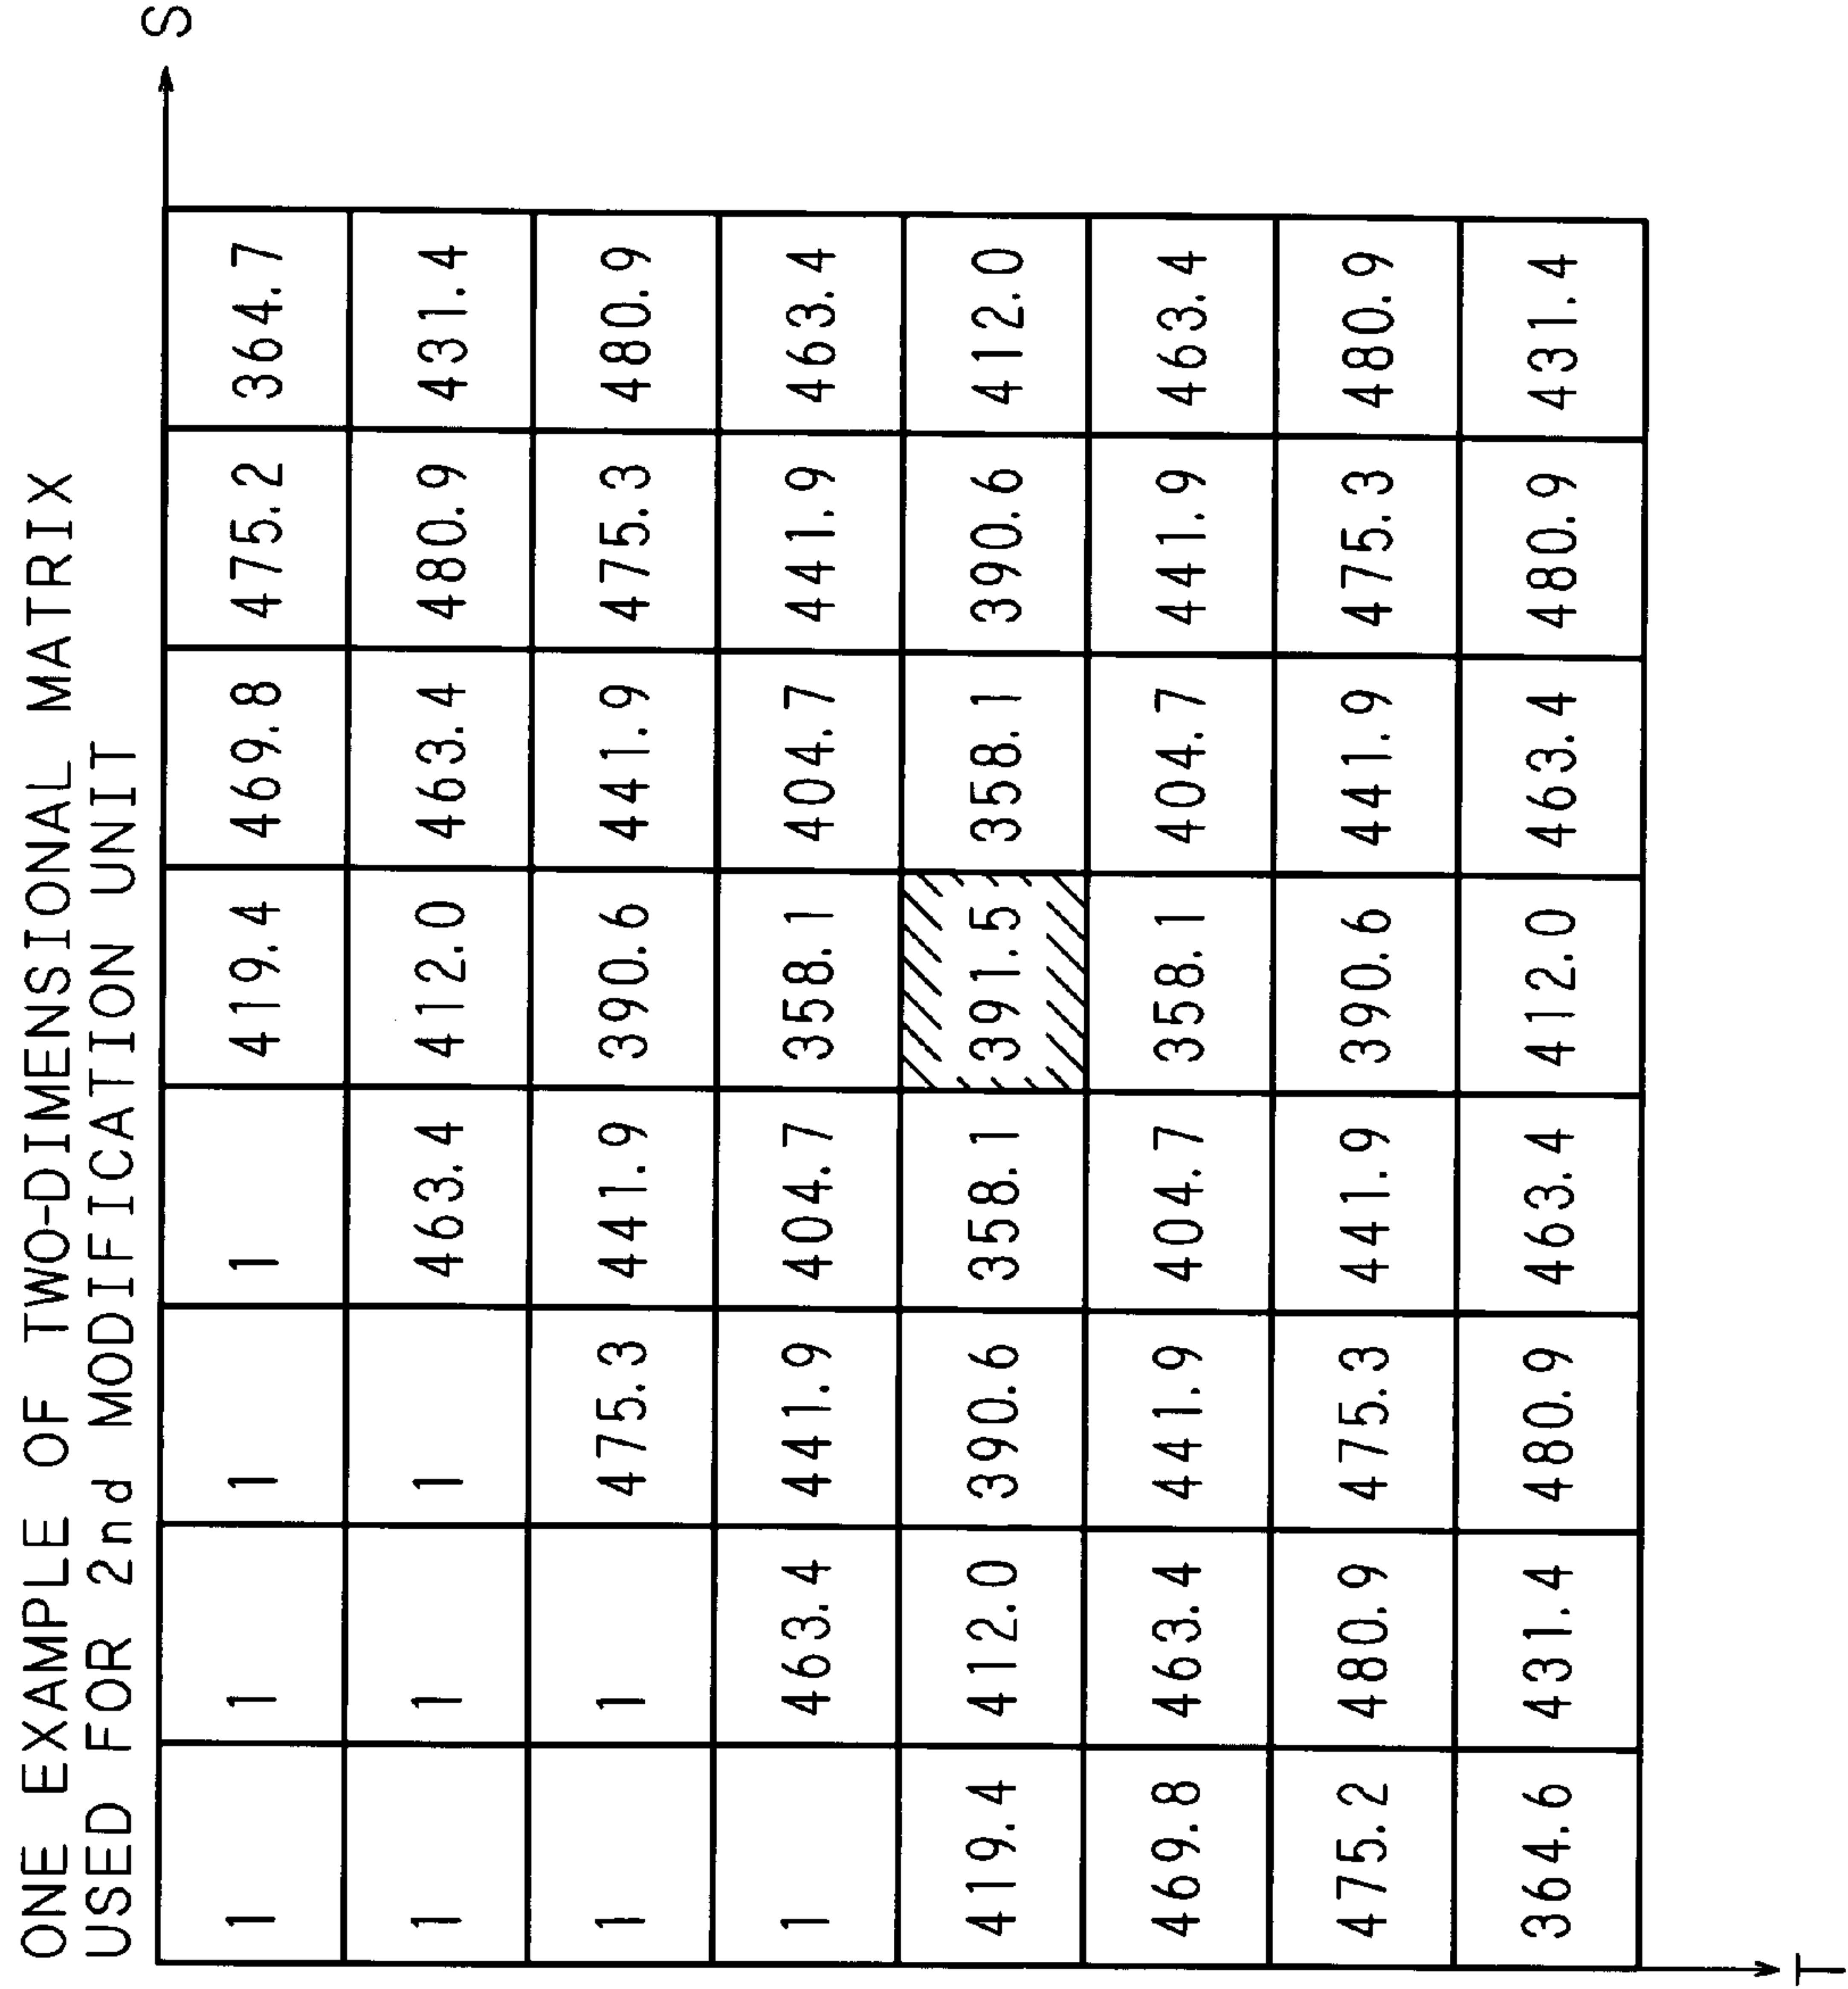 ONE EXAMPLE OF TWO-DIMENSIONAL MATRIX
USED FOR 2nd MODIFICATION UNIT
S
1 1 1 1 419.4 469.8 475.2 364.7
1 1 1 463.4 412.0 463.4 480.9 431.4
1 1 475.3 441.9 390.6 441.9 475.3 480.9
1 463.4 441.9 404.7 358.1 404.7 441.9 463.4
419.4 412.0 390.6 358.1 391.5 358.1 390.6 412.0
469.8 463.4 441.9 404.7 358.1 404.7 441.9 463.4
475.2 480.9 475.3 441.9 390.6 441.9 475.3 480.9
364.6 431.4 480.9 463.4 412.0 463.4 480.9 431.4
T